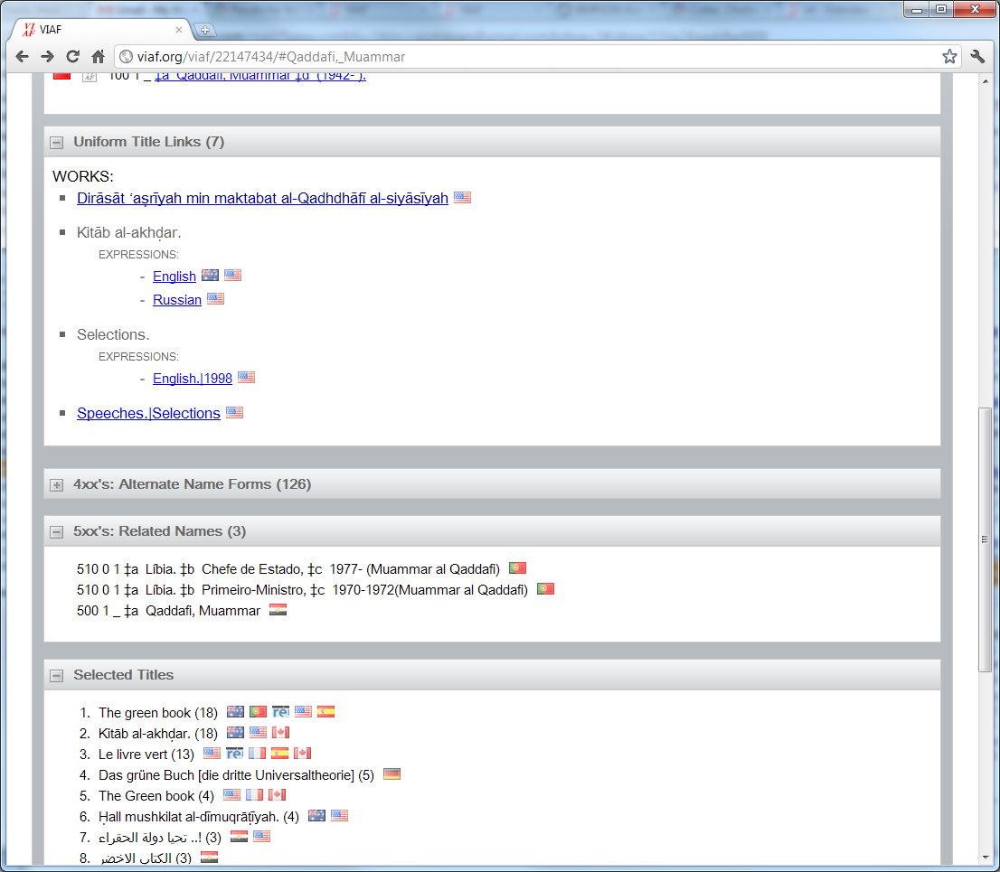 VIAF
viaf.org/viaf/22147434/#Qaddafi,_Muammar
100 1 _ ‡a Qaddafi, Muammar ‡d (1942- ).
Uniform Title Links (7)
WORKS:
Dirāsāt ʻaṣrīyah min maktabat al-Qadhdhāfī al-siyāsīyah
Kitāb al-akhḍar.
EXPRESSIONS:
- English
- Russian
Selections.
EXPRESSIONS:
- English.|1998
Speeches.|Selections
4xx's: Alternate Name Forms (126)
5xx's: Related Names (3)
510 0 1 ‡a Líbia. ‡b Chefe de Estado, ‡c 1977- (Muammar al Qaddafi)
510 0 1 ‡a Líbia. ‡b Primeiro-Ministro, ‡c 1970-1972(Muammar al Qaddafi)
500 1 _ ‡a Qaddafi, Muammar
Selected Titles
1. The green book (18)
2. Kitāb al-akhḍar. (18)
3. Le livre vert (13)
4. Das grüne Buch [die dritte Universaltheorie] (5)
5. The Green book (4)
6. Ḥall mushkilat al-dīmuqrāṭīyah. (4)
7. تحيا دولة الحقراء ..! (3)
8. الكتاب الاخضر (3)